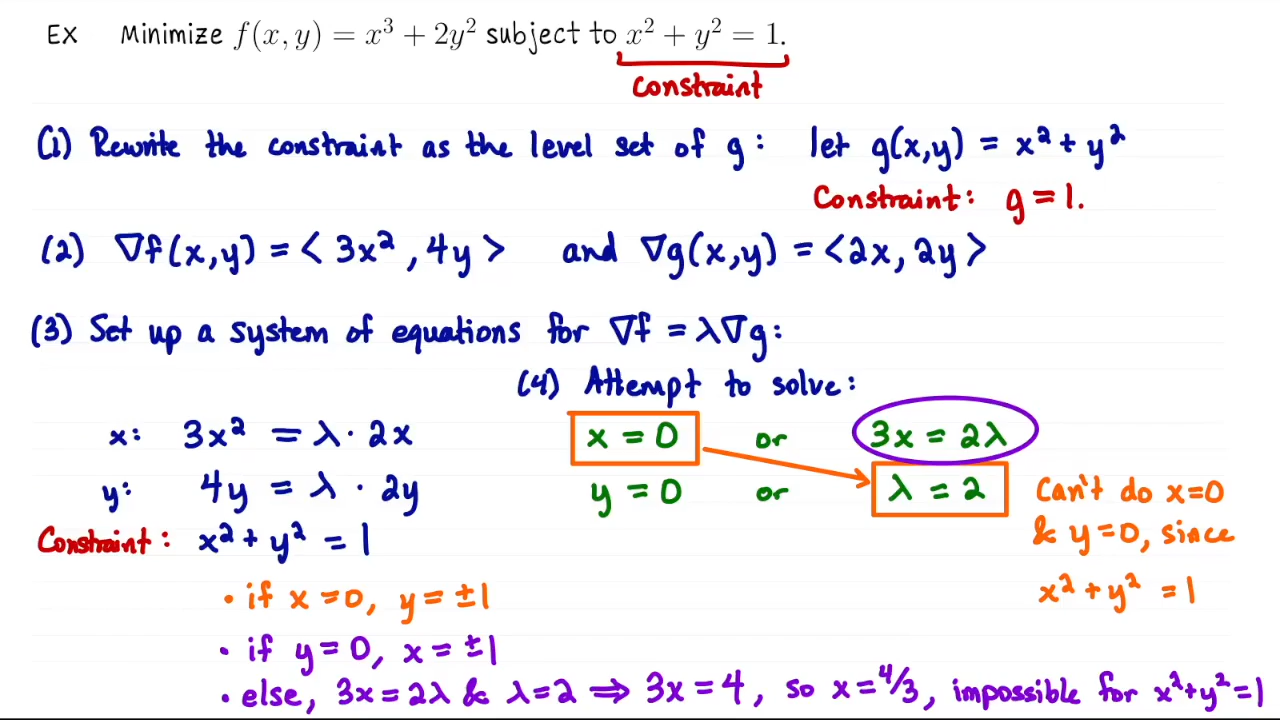 EX Minimize f(x, y) = x³ + 2y² subject to x² + y² = 1.
Constraint
(1) Rewrite the constraint as the level set of g: let g(x,y) = x² + y²
Constraint: g = 1.
(2) ∇f(x,y) = < 3x², 4y > and ∇g(x,y) = <2x, 2y>
(3) Set up a system of equations for ∇f = λ∇g:
(4) Attempt to solve:
x: 3x² = λ · 2x x = 0 or 3x = 2λ
y: 4y = λ · 2y y = 0 or λ = 2 Can't do x=0
Constraint: x² + y² = 1 & y=0, since
• if x=0, y = ±1 x² + y² = 1
• if y=0, x = ±1
• else, 3x = 2λ & λ=2 ⇒ 3x = 4, so x = 4/3, impossible for x²+y²=1